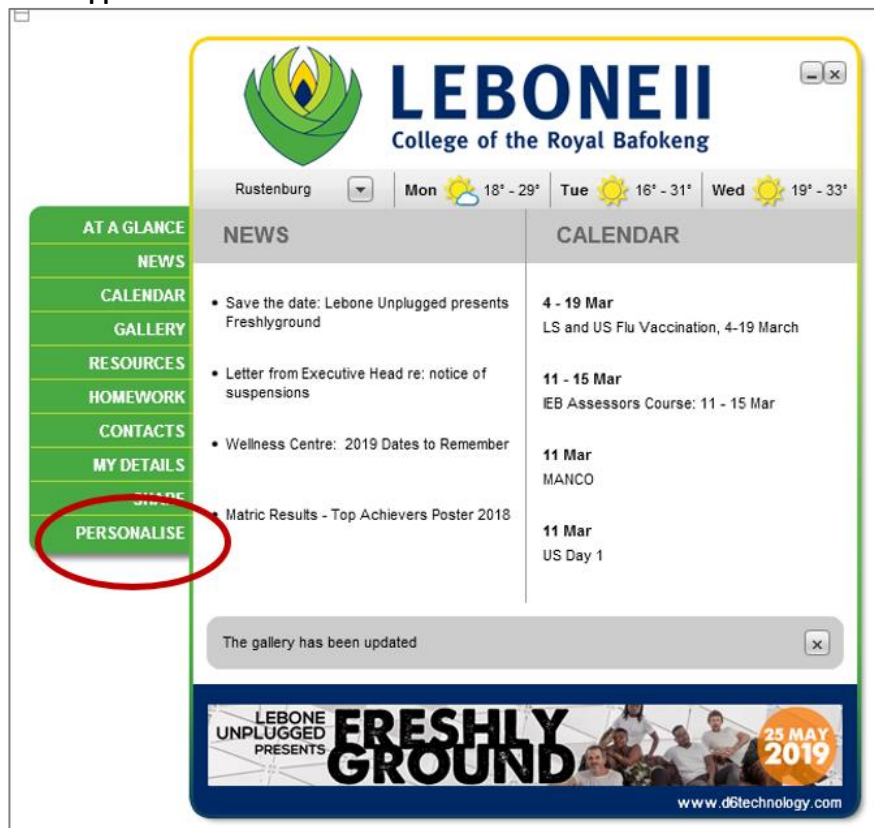 LEBONE II
College of the Royal Bafokeng
Rustenburg Mon 18° - 29° Tue 16° - 31° Wed 19° - 33°
AT A GLANCE
NEWS
CALENDAR
GALLERY
RESOURCES
HOMEWORK
CONTACTS
MY DETAILS
SHARE
PERSONALISE
NEWS
• Save the date: Lebone Unplugged presents
Freshlyground
• Letter from Executive Head re: notice of
suspensions
• Wellness Centre: 2019 Dates to Remember
• Matric Results - Top Achievers Poster 2018
CALENDAR
4 - 19 Mar
LS and US Flu Vaccination, 4-19 March
11 - 15 Mar
IEB Assessors Course: 11 - 15 Mar
11 Mar
MANCO
11 Mar
US Day 1
The gallery has been updated
LEBONE
UNPLUGGED
PRESENTS
FRESHLY
GROUND
25 MAY
2019
www.d6technology.com